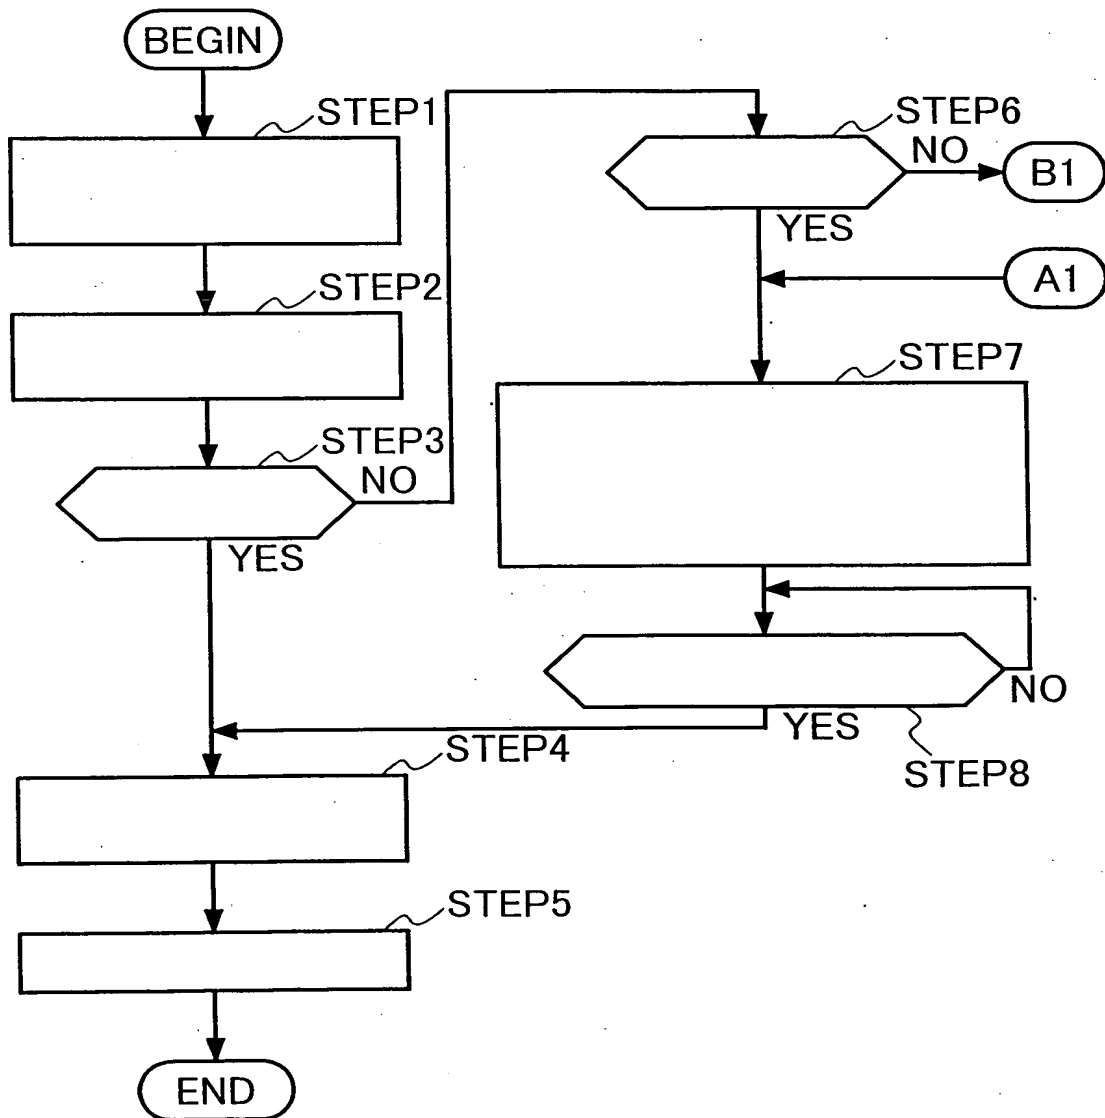 BEGIN
STEP1
STEP2
STEP3
NO
YES
STEP4
STEP5
END
STEP6
NO
B1
YES
A1
STEP7
NO
YES
STEP8